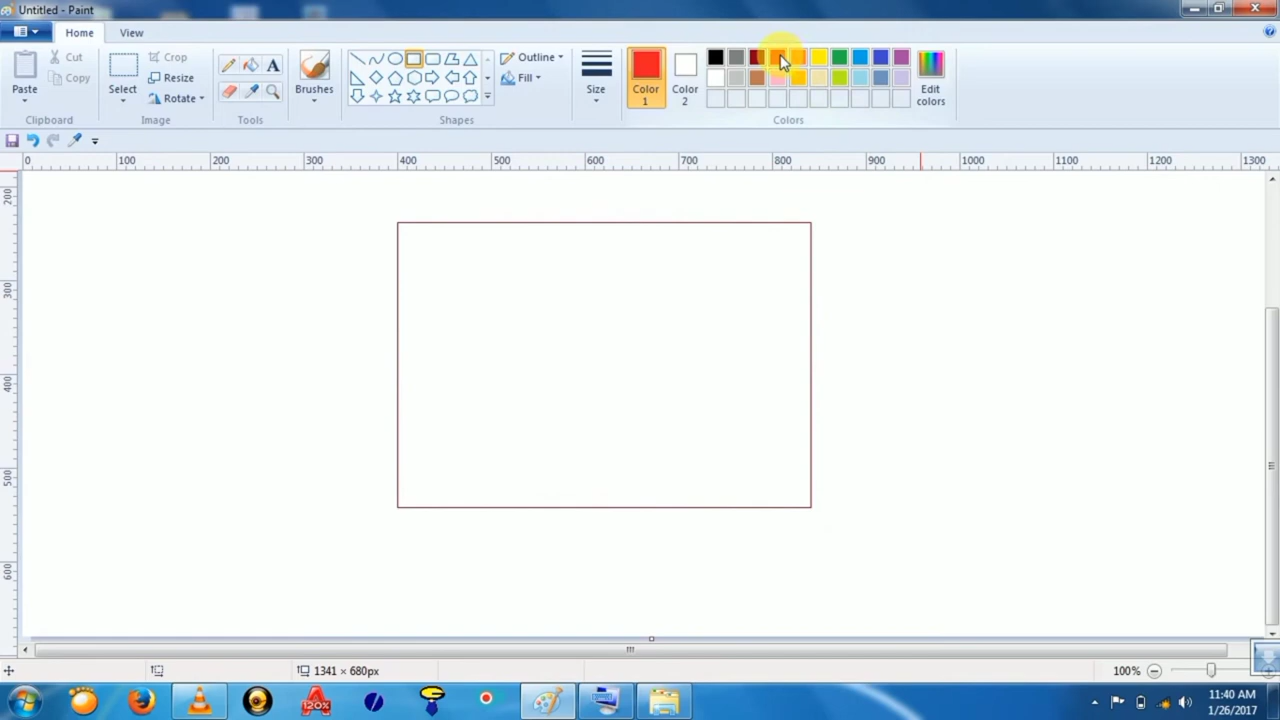 Untitled - Paint
Home View
Paste
Cut
Copy
Clipboard
Select
Crop
Resize
Rotate
Image
A
Tools
Brushes
Outline
Fill
Shapes
Size
Color 1
Color 2
Edit colors
Colors
0 100 200 300 400 500 600 700 800 900 1000 1100 1200 1300
200
300
400
500
600
1341 × 680px
100%
120%
11:40 AM
1/26/2017